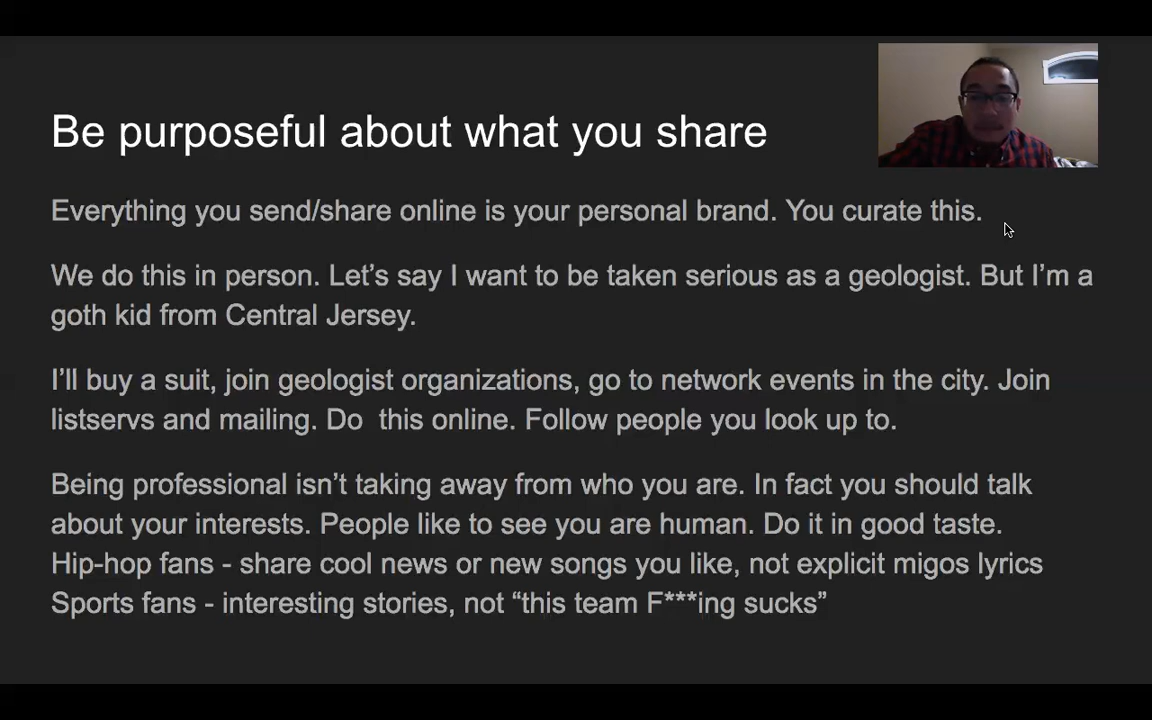 Be purposeful about what you share
Everything you send/share online is your personal brand. You curate this.
We do this in person. Let’s say I want to be taken serious as a geologist. But I’m a
goth kid from Central Jersey.
I’ll buy a suit, join geologist organizations, go to network events in the city. Join
listservs and mailing. Do  this online. Follow people you look up to.
Being professional isn’t taking away from who you are. In fact you should talk
about your interests. People like to see you are human. Do it in good taste.
Hip-hop fans - share cool news or new songs you like, not explicit migos lyrics
Sports fans - interesting stories, not “this team F***ing sucks”